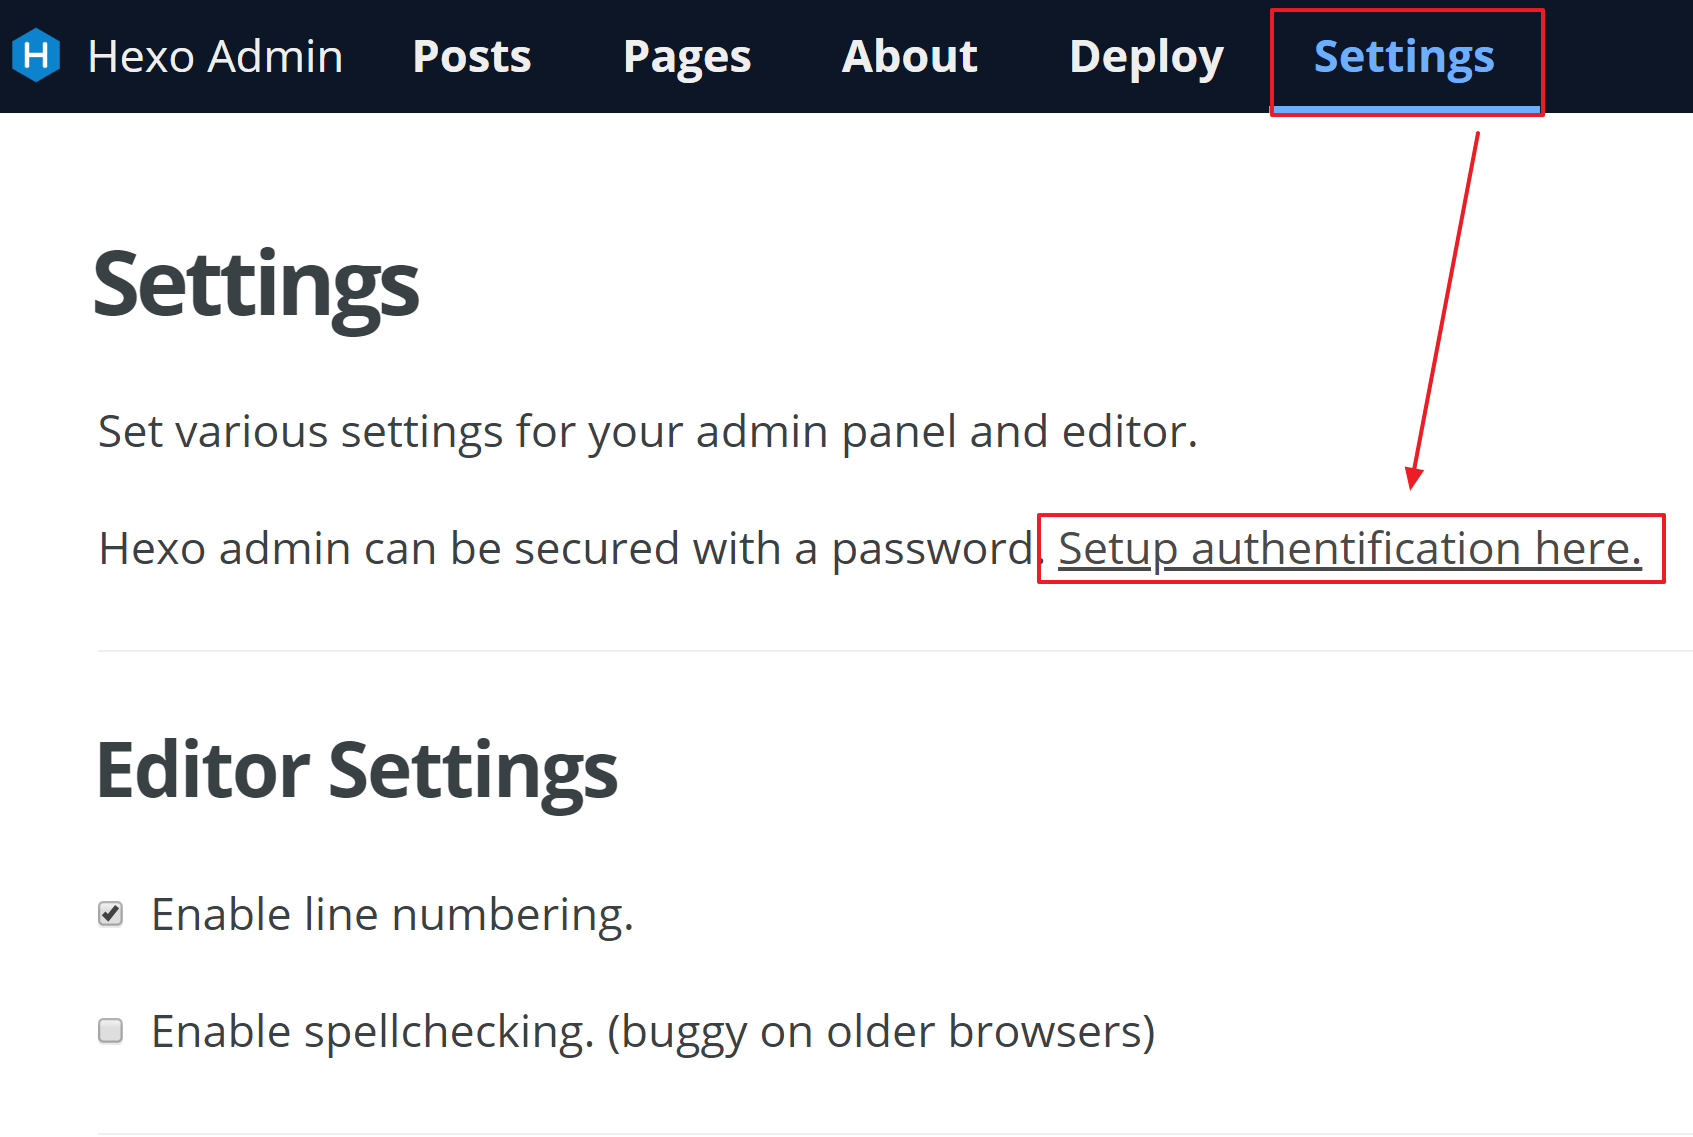 H Hexo Admin Posts Pages About Deploy Settings
Settings
Set various settings for your admin panel and editor.
Hexo admin can be secured with a password. Setup authentification here.
Editor Settings
Enable line numbering.
Enable spellchecking. (buggy on older browsers)